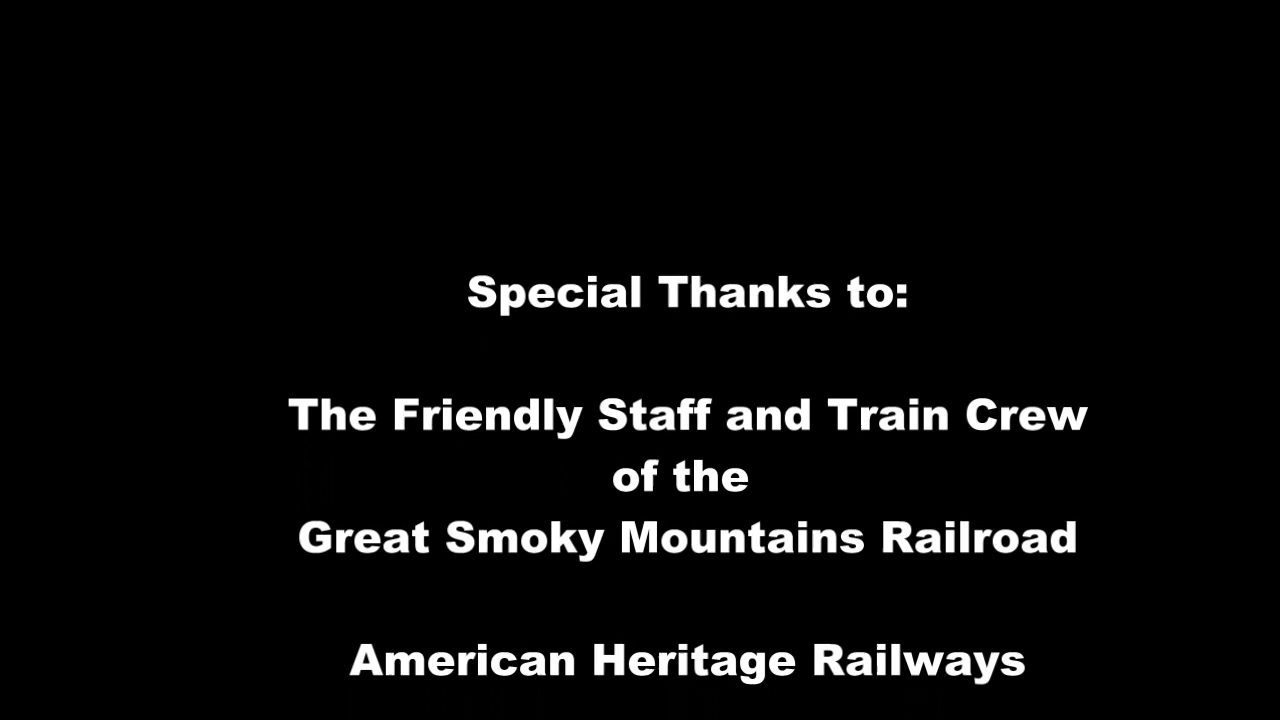 Special Thanks to:
The Friendly Staff and Train Crew
of the
Great Smoky Mountains Railroad
American Heritage Railways